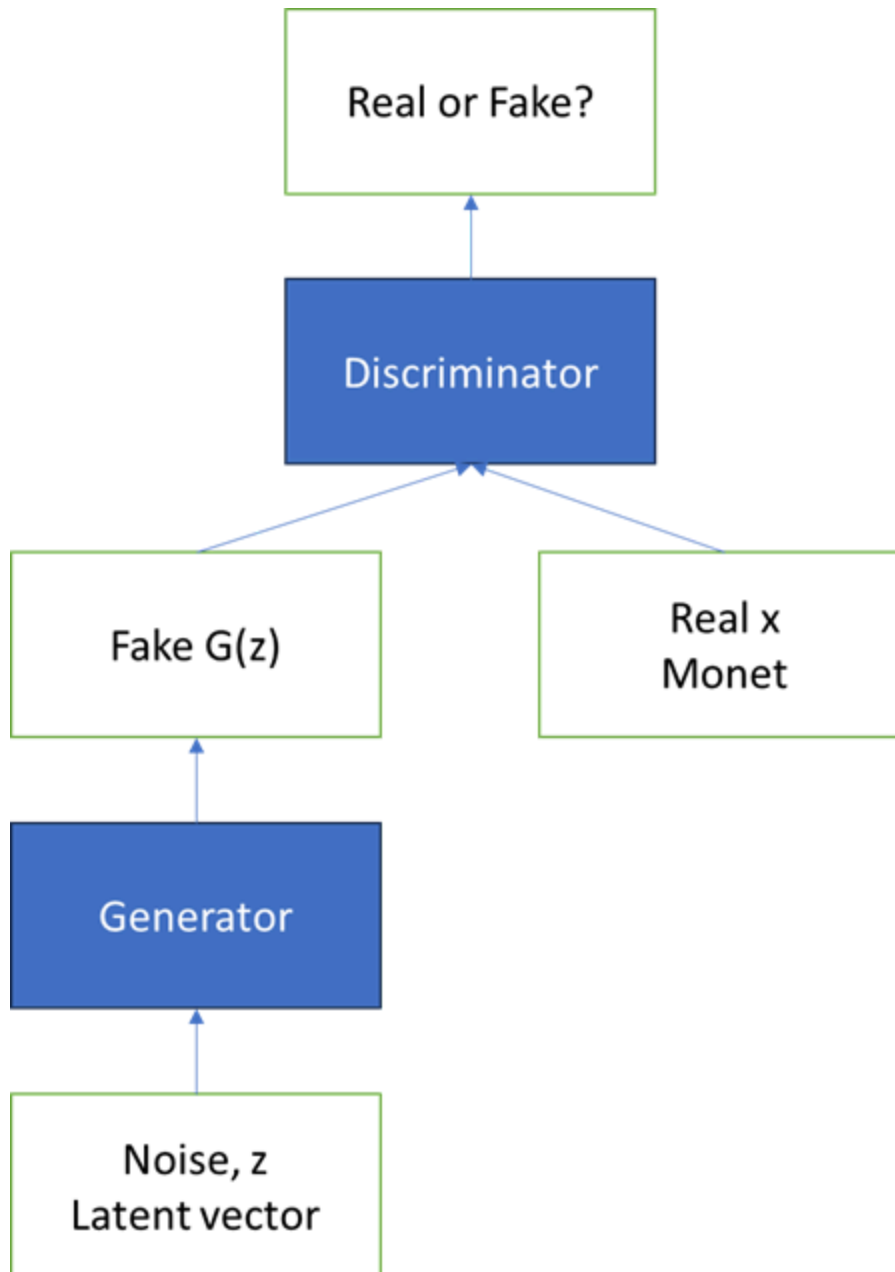 Real or Fake?
Discriminator
Fake G(z)
Real x
Monet
Generator
Noise, z
Latent vector